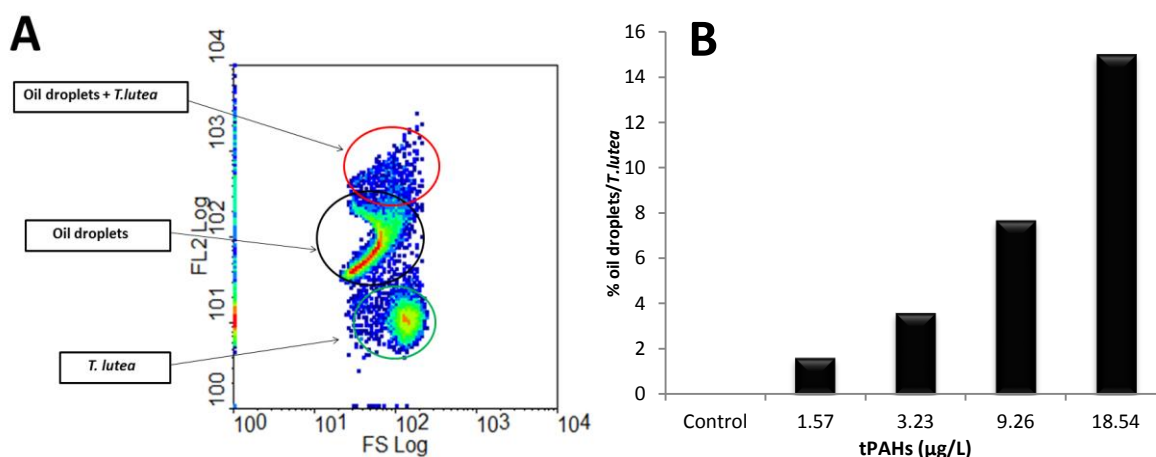 A
B
Oil droplets + T.lutea
Oil droplets
T. lutea
104
103
102
101
100
FL2 Log
100 101 102 103 104
FS Log
16
14
12
10
8
6
4
2
0
% oil droplets/T.lutea
Control 1.57 3.23 9.26 18.54
tPAHs (µg/L)